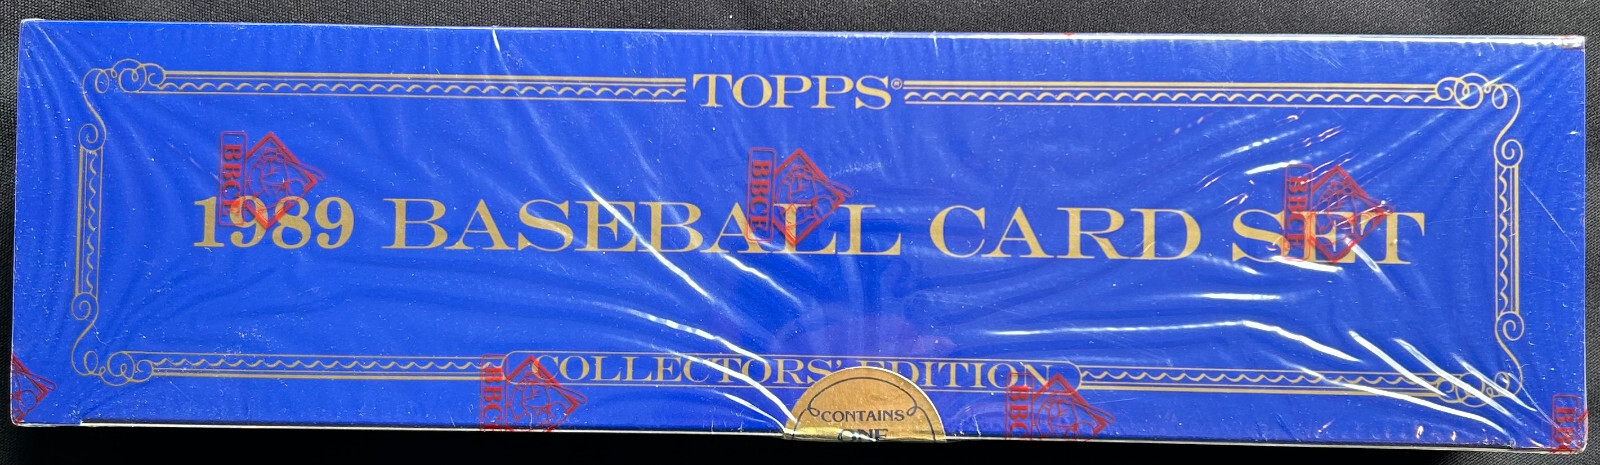 TOPPS®
1989 BASEBALL CARD SET
COLLECTORS' EDITION
CONTAINS
ONE
BBCE
BBCE
BBCE
BBCE
BBCE